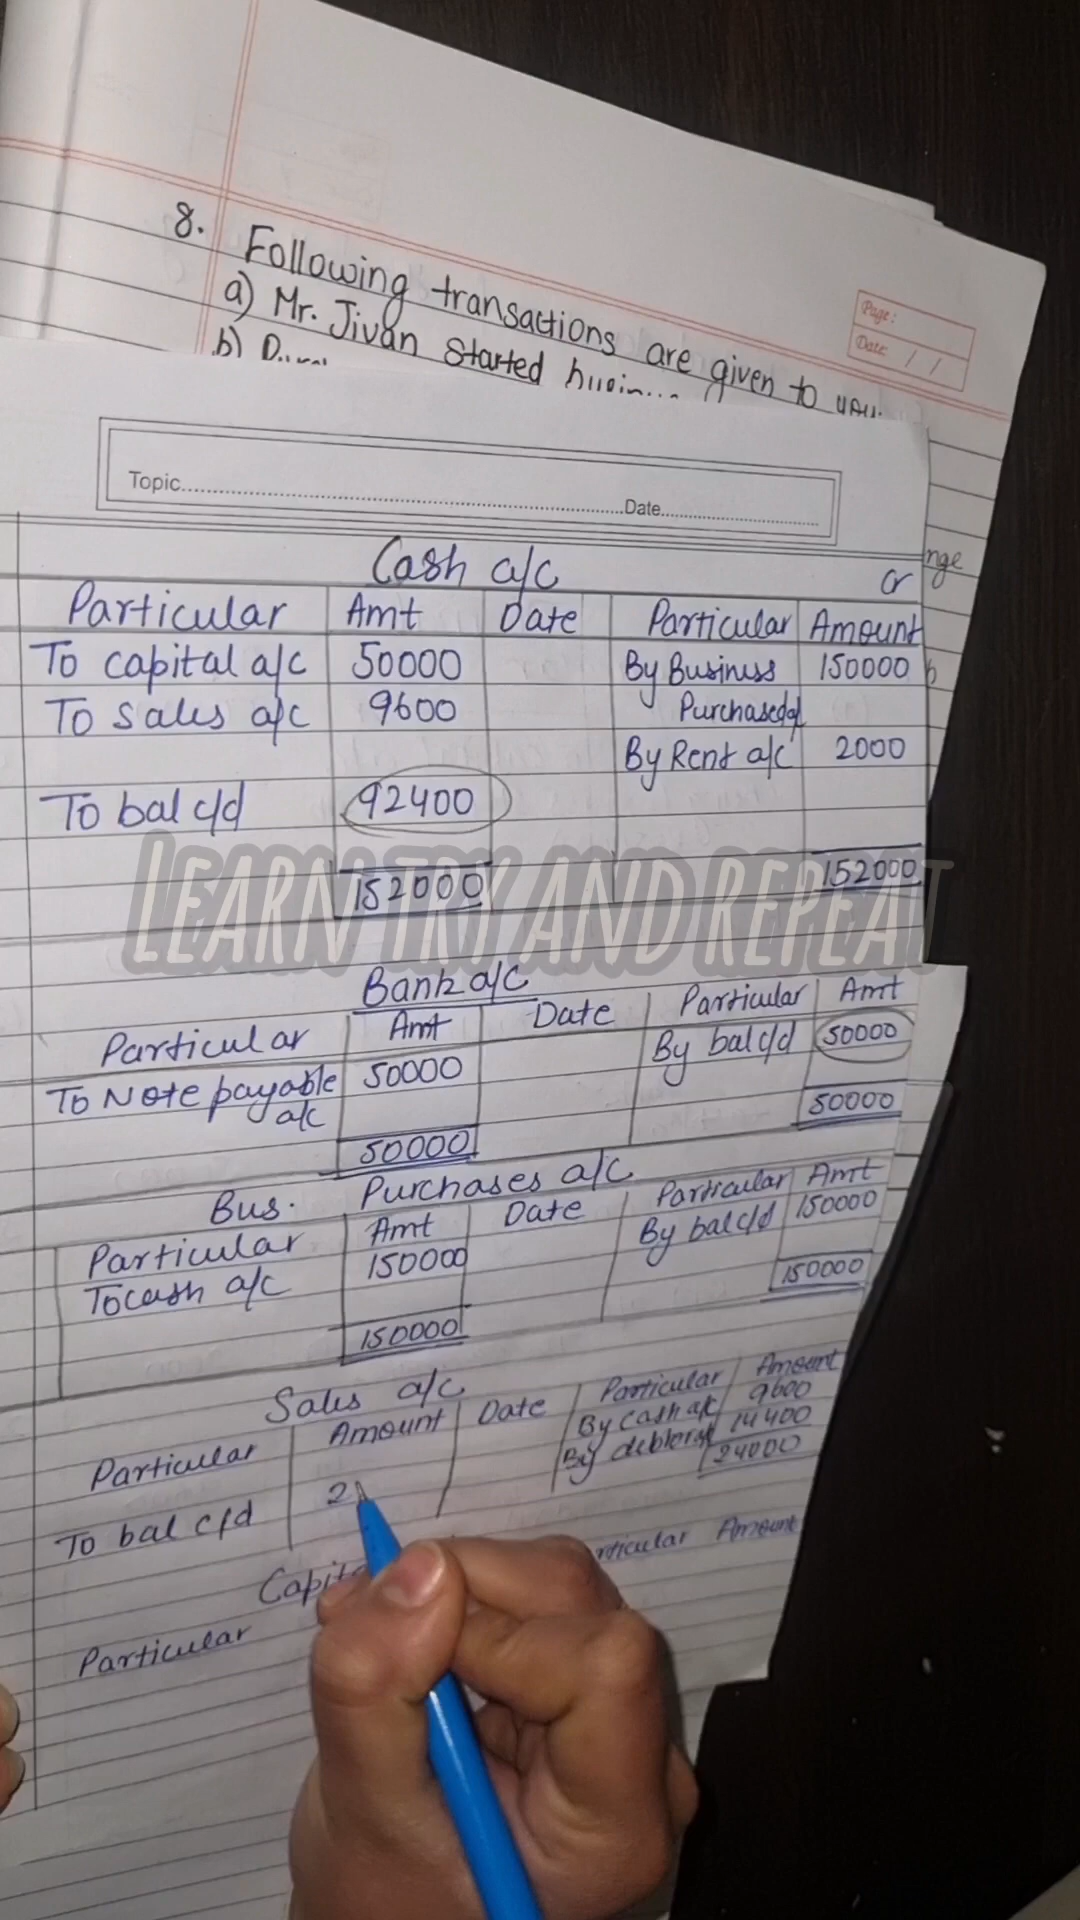 8. Following transactions are given to you.
a) Mr. Jivan started
b)
Page:
Date: / /
Topic Date
nge
Cash a/c cr
Particular Amt Date Particular Amount
To capital a/c 50000 By Business 150000
To Sales a/c 9600 Purchased a/c
By Rent a/c 2000
To bal c/d 92400
152000 152000
LEARN TRY AND REPEAT
Bank a/c
Particular Amt Date Particular Amt
To Note payable a/c 50000 By bal c/d 50000
50000 50000
Bus. Purchases a/c
Particular Amt Date Particular Amt
To cash a/c 150000 By bal c/d 150000
150000 150000
Sales a/c
Particular Amount Date Particular Amount
By Cash a/c 9600
By debtors a/c 14400
To bal c/d 2 24000
Capit
Particular rticular Amount